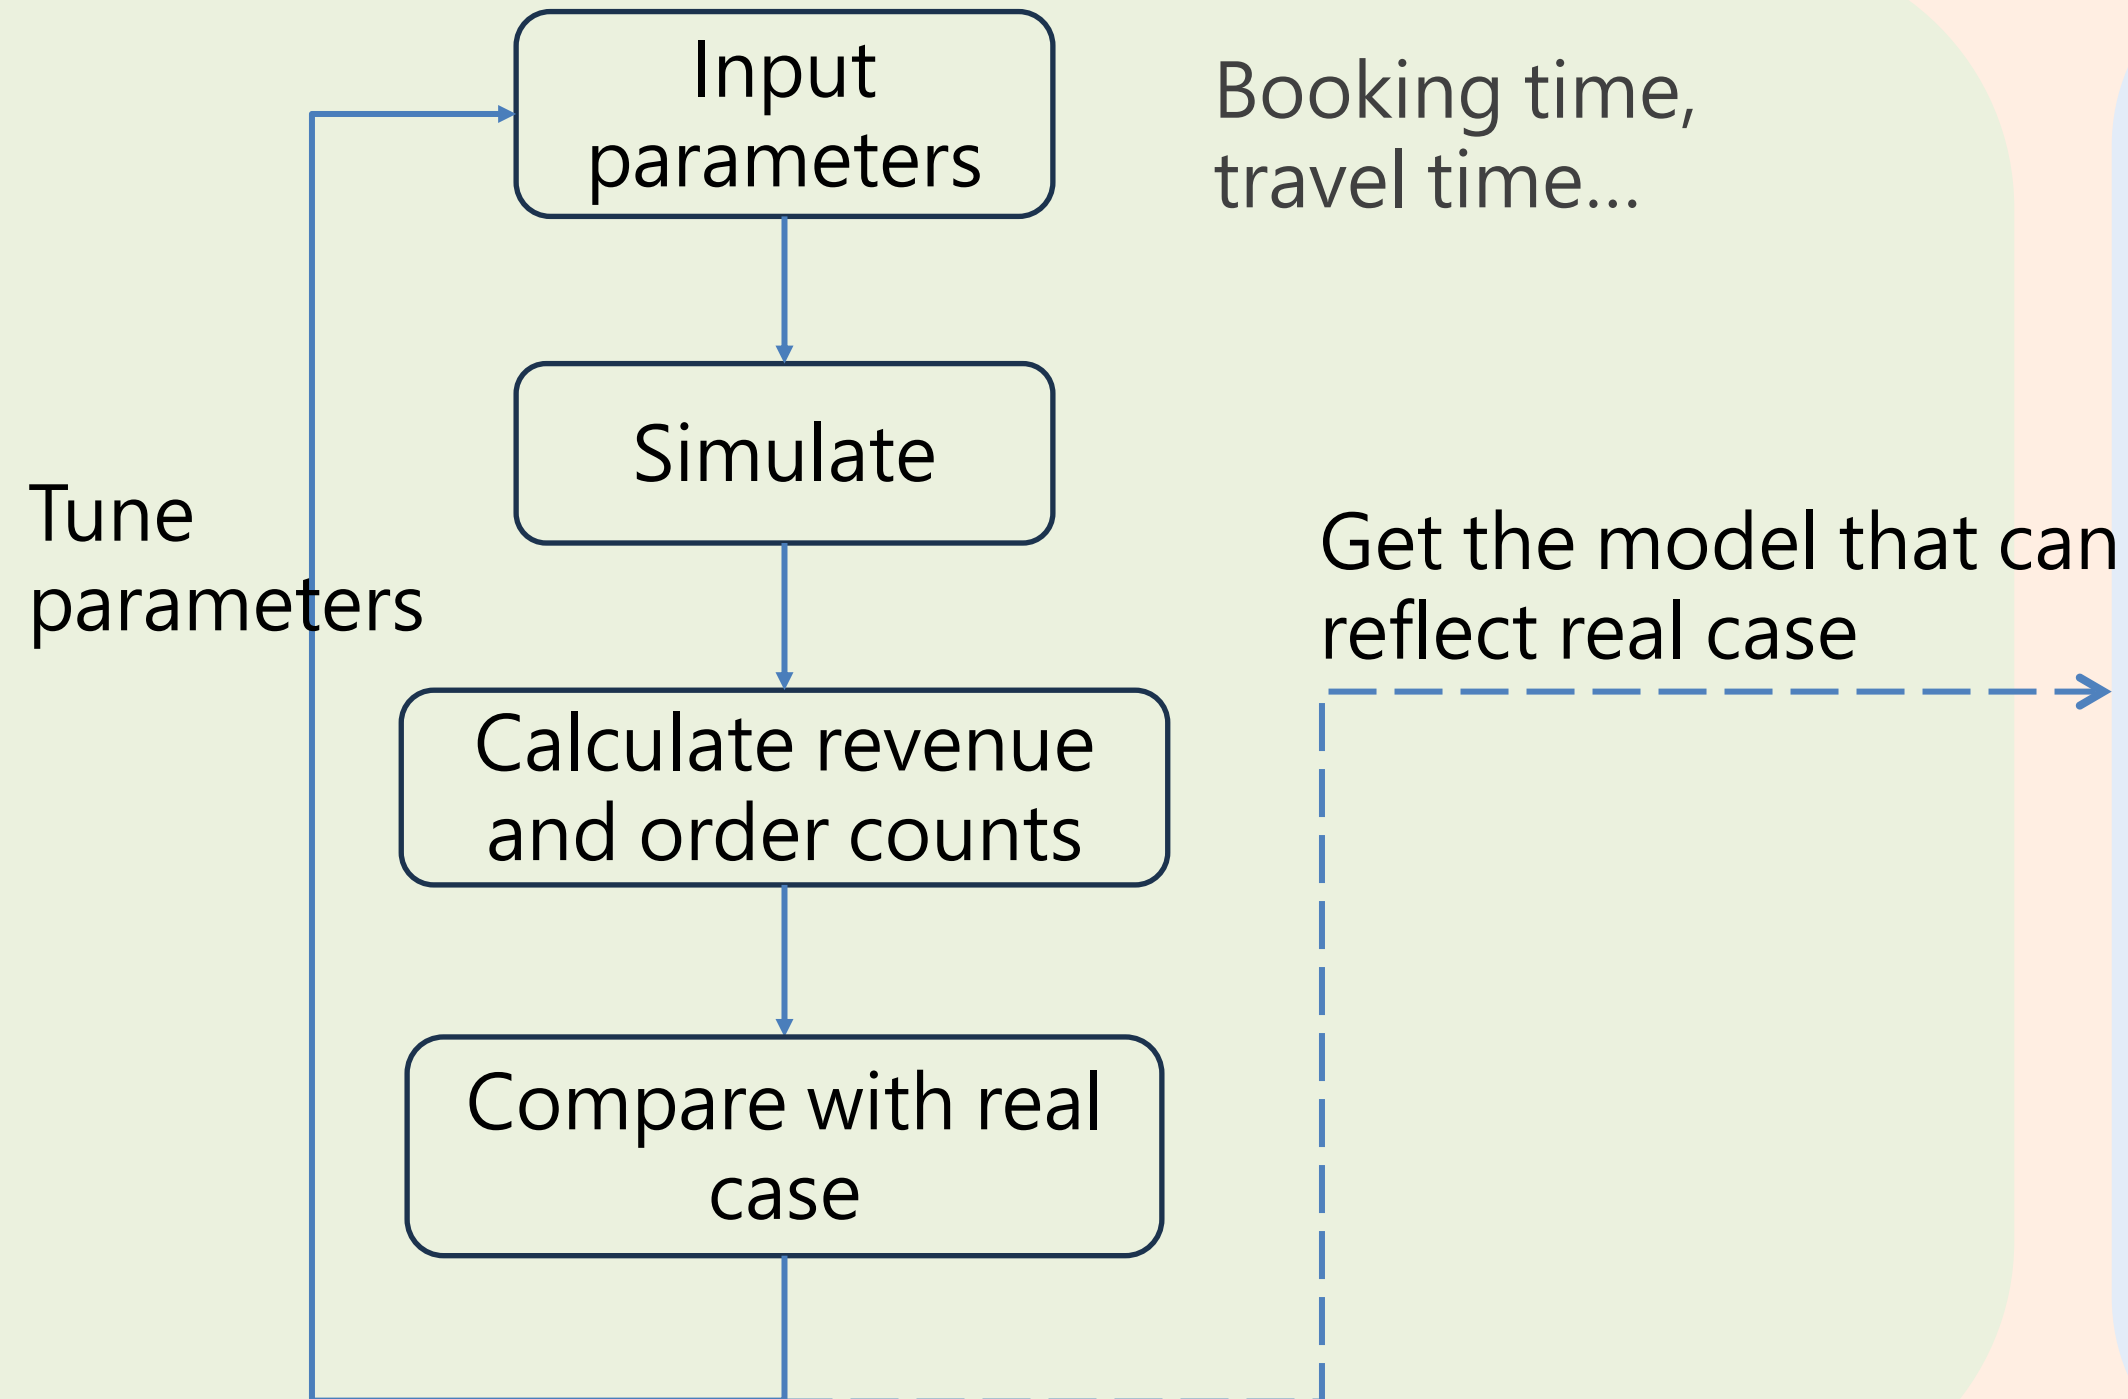 Input
parameters
Booking time,
travel time...
Simulate
Tune
parameters
Get the model that can
reflect real case
Calculate revenue
and order counts
Compare with real
case